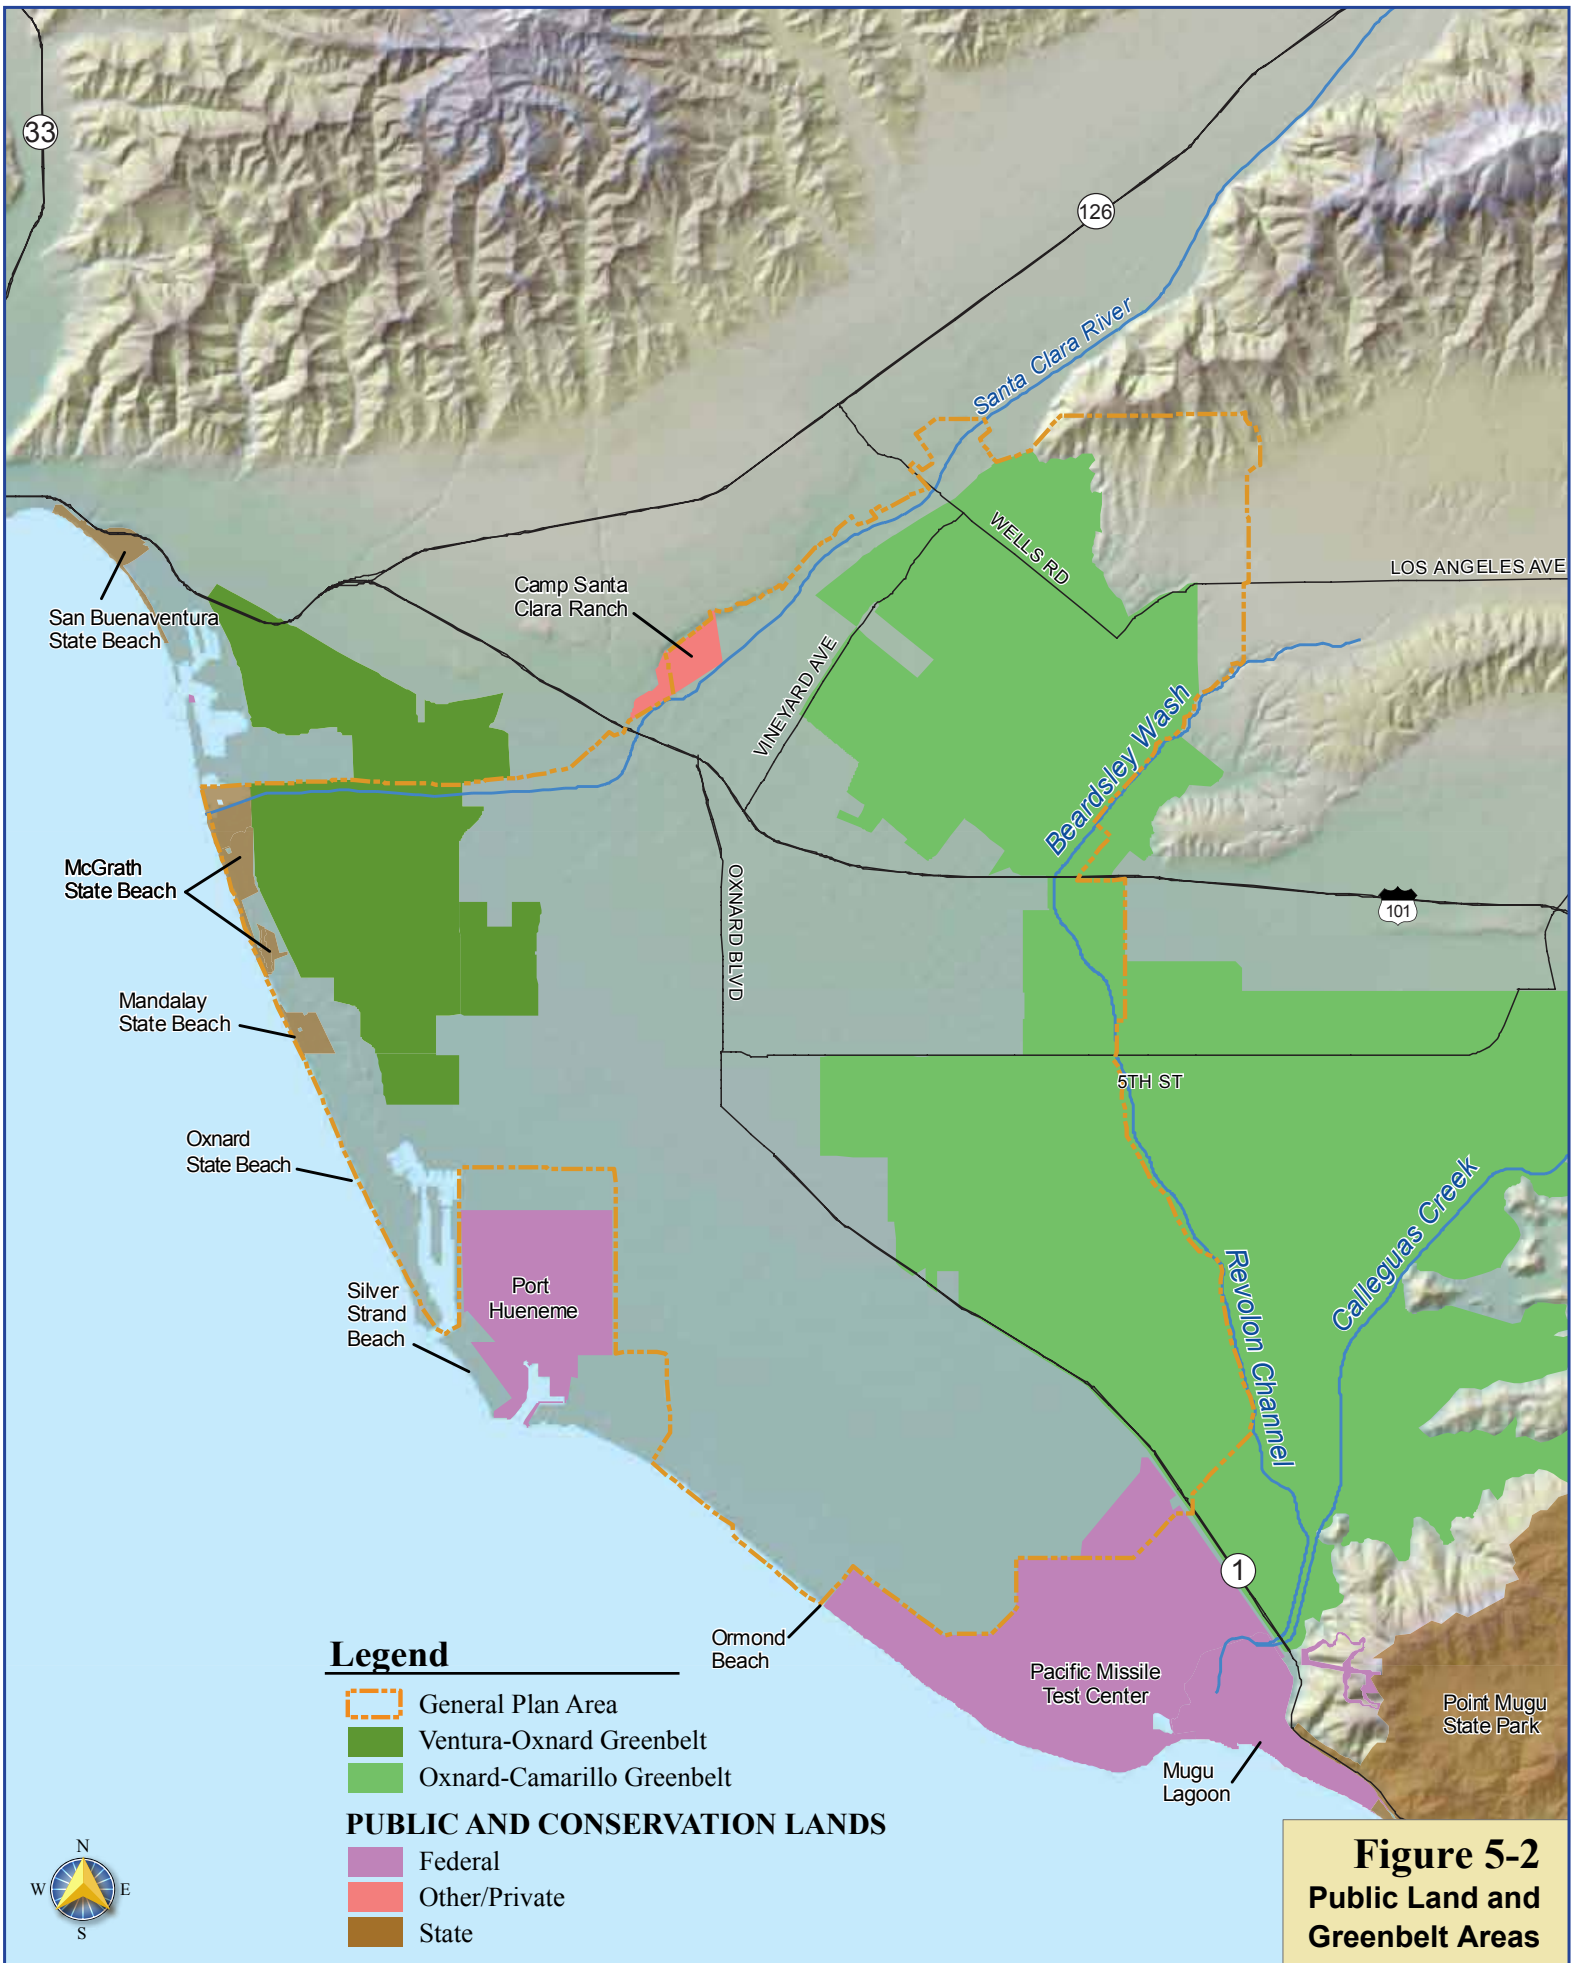 33
126
Santa Clara River
WELLS RD
LOS ANGELES AVE
San Buenaventura
State Beach
Camp Santa
Clara Ranch
VINEYARD AVE
Beardsley Wash
McGrath
State Beach
OXNARD BLVD
101
Mandalay
State Beach
5TH ST
Oxnard
State Beach
Calleguas Creek
Revolon Channel
Silver
Strand
Beach
Port
Hueneme
1
Ormond
Beach
Pacific Missile
Test Center
Point Mugu
State Park
Mugu
Lagoon
Legend
General Plan Area
Ventura-Oxnard Greenbelt
Oxnard-Camarillo Greenbelt
PUBLIC AND CONSERVATION LANDS
Federal
Other/Private
State
N
W E
S
Figure 5-2
Public Land and
Greenbelt Areas